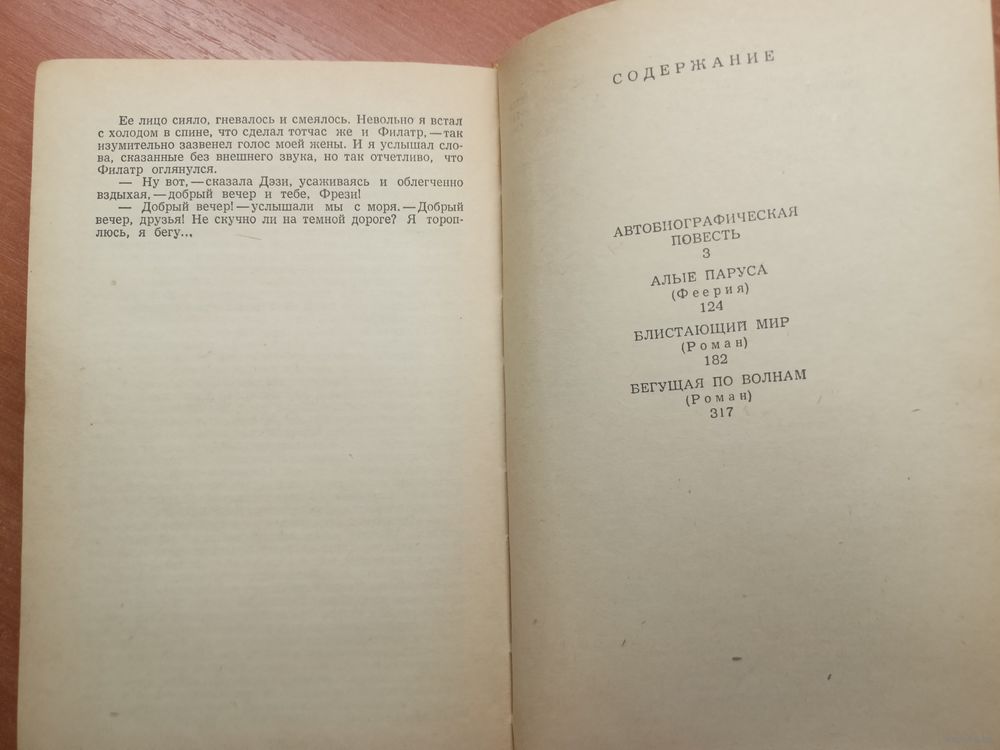 Ее лицо сияло, гневалось и смеялось. Невольно я встал
с холодом в спине, что сделал тотчас же и Филатр, — так
изумительно зазвенел голос моей жены. И я услышал сло-
ва, сказанные без внешнего звука, но так отчетливо, что
Филатр оглянулся.
— Ну вот, — сказала Дэзи, усаживаясь и облегченно
вздыхая, — добрый вечер и тебе, Фрези!
— Добрый вечер! — услышали мы с моря. — Добрый
вечер, друзья! Не скучно ли на темной дороге? Я тороп-
люсь, я бегу...
СОДЕРЖАНИЕ
АВТОБИОГРАФИЧЕСКАЯ
ПОВЕСТЬ
3
АЛЫЕ ПАРУСА
(Феерия)
124
БЛИСТАЮЩИЙ МИР
(Роман)
182
БЕГУЩАЯ ПО ВОЛНАМ
(Роман)
317